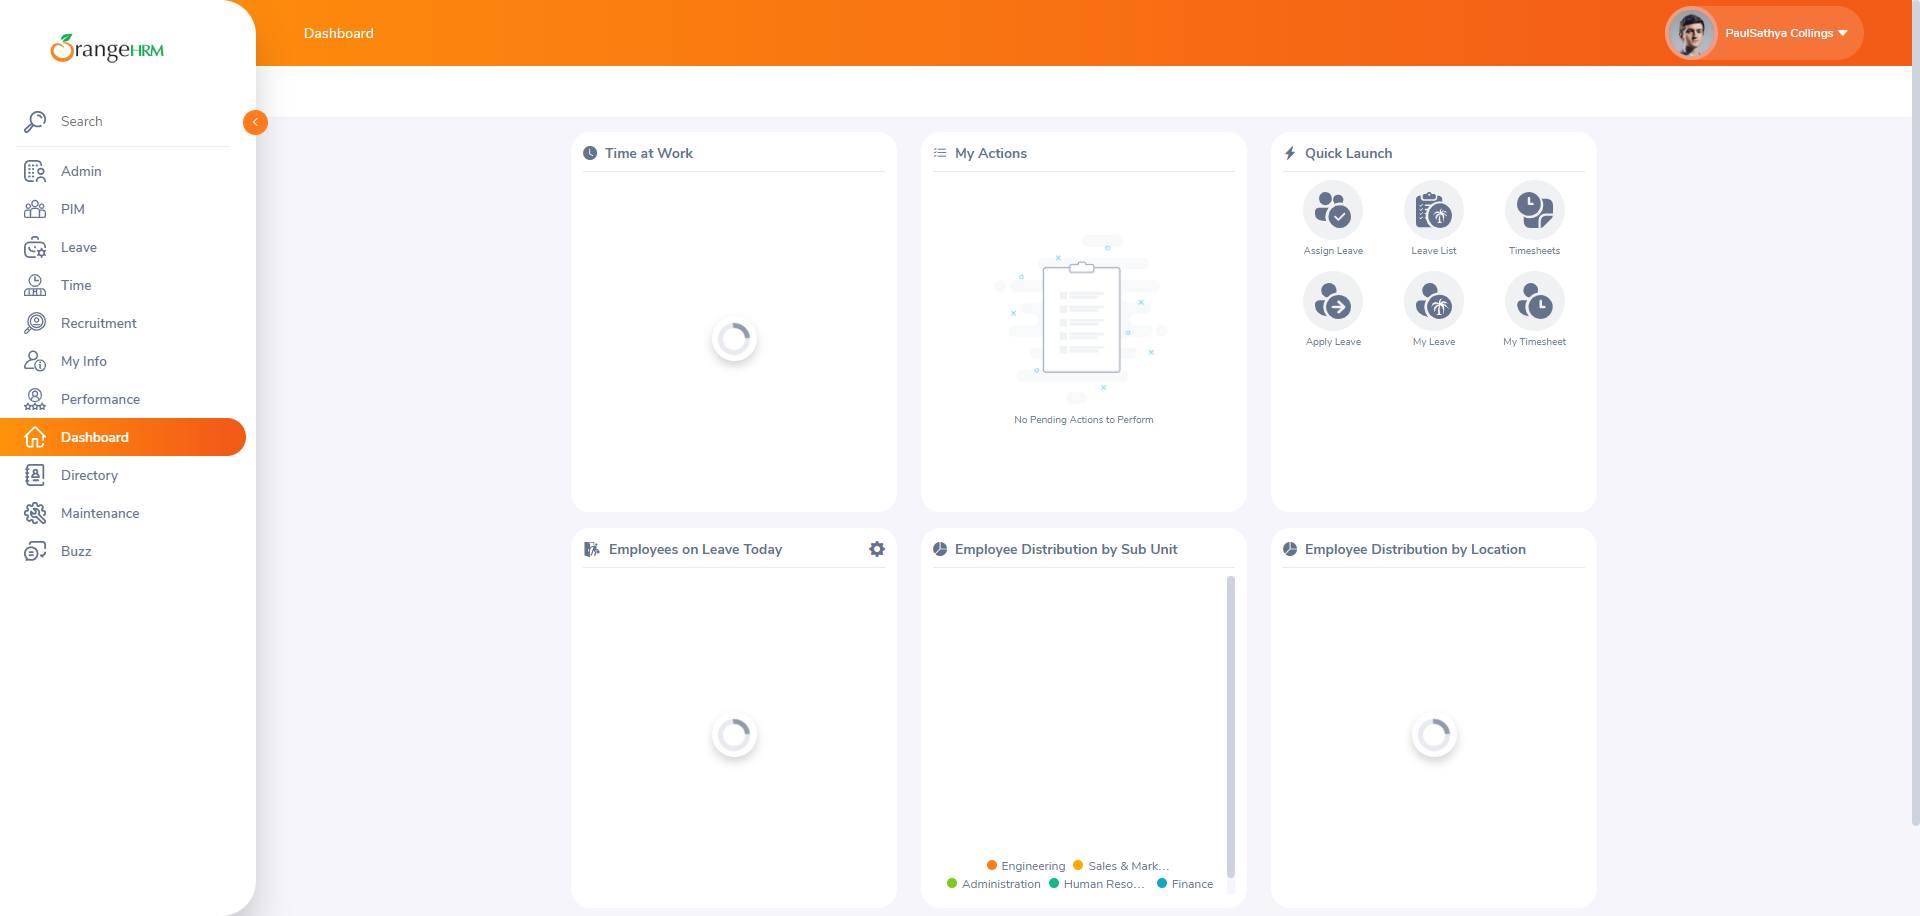 OrangeHRM
Dashboard
PaulSathya Collings
Search
Admin
PIM
Leave
Time
Recruitment
My Info
Performance
Dashboard
Directory
Maintenance
Buzz
Time at Work
My Actions
No Pending Actions to Perform
Quick Launch
Assign Leave
Leave List
Timesheets
Apply Leave
My Leave
My Timesheet
Employees on Leave Today
Employee Distribution by Sub Unit
Engineering Sales & Mark...
Administration Human Reso... Finance
Employee Distribution by Location